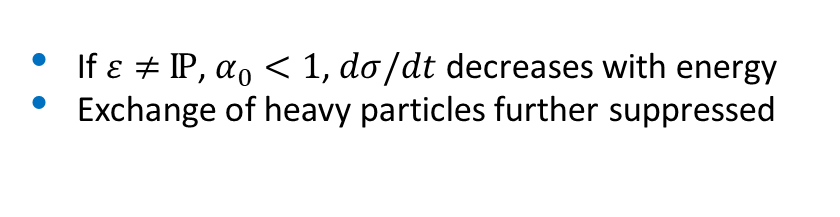 • If 𝜀 ≠ ℙ, 𝛼₀ < 1, 𝑑𝜎/𝑑𝑡 decreases with energy
• Exchange of heavy particles further suppressed